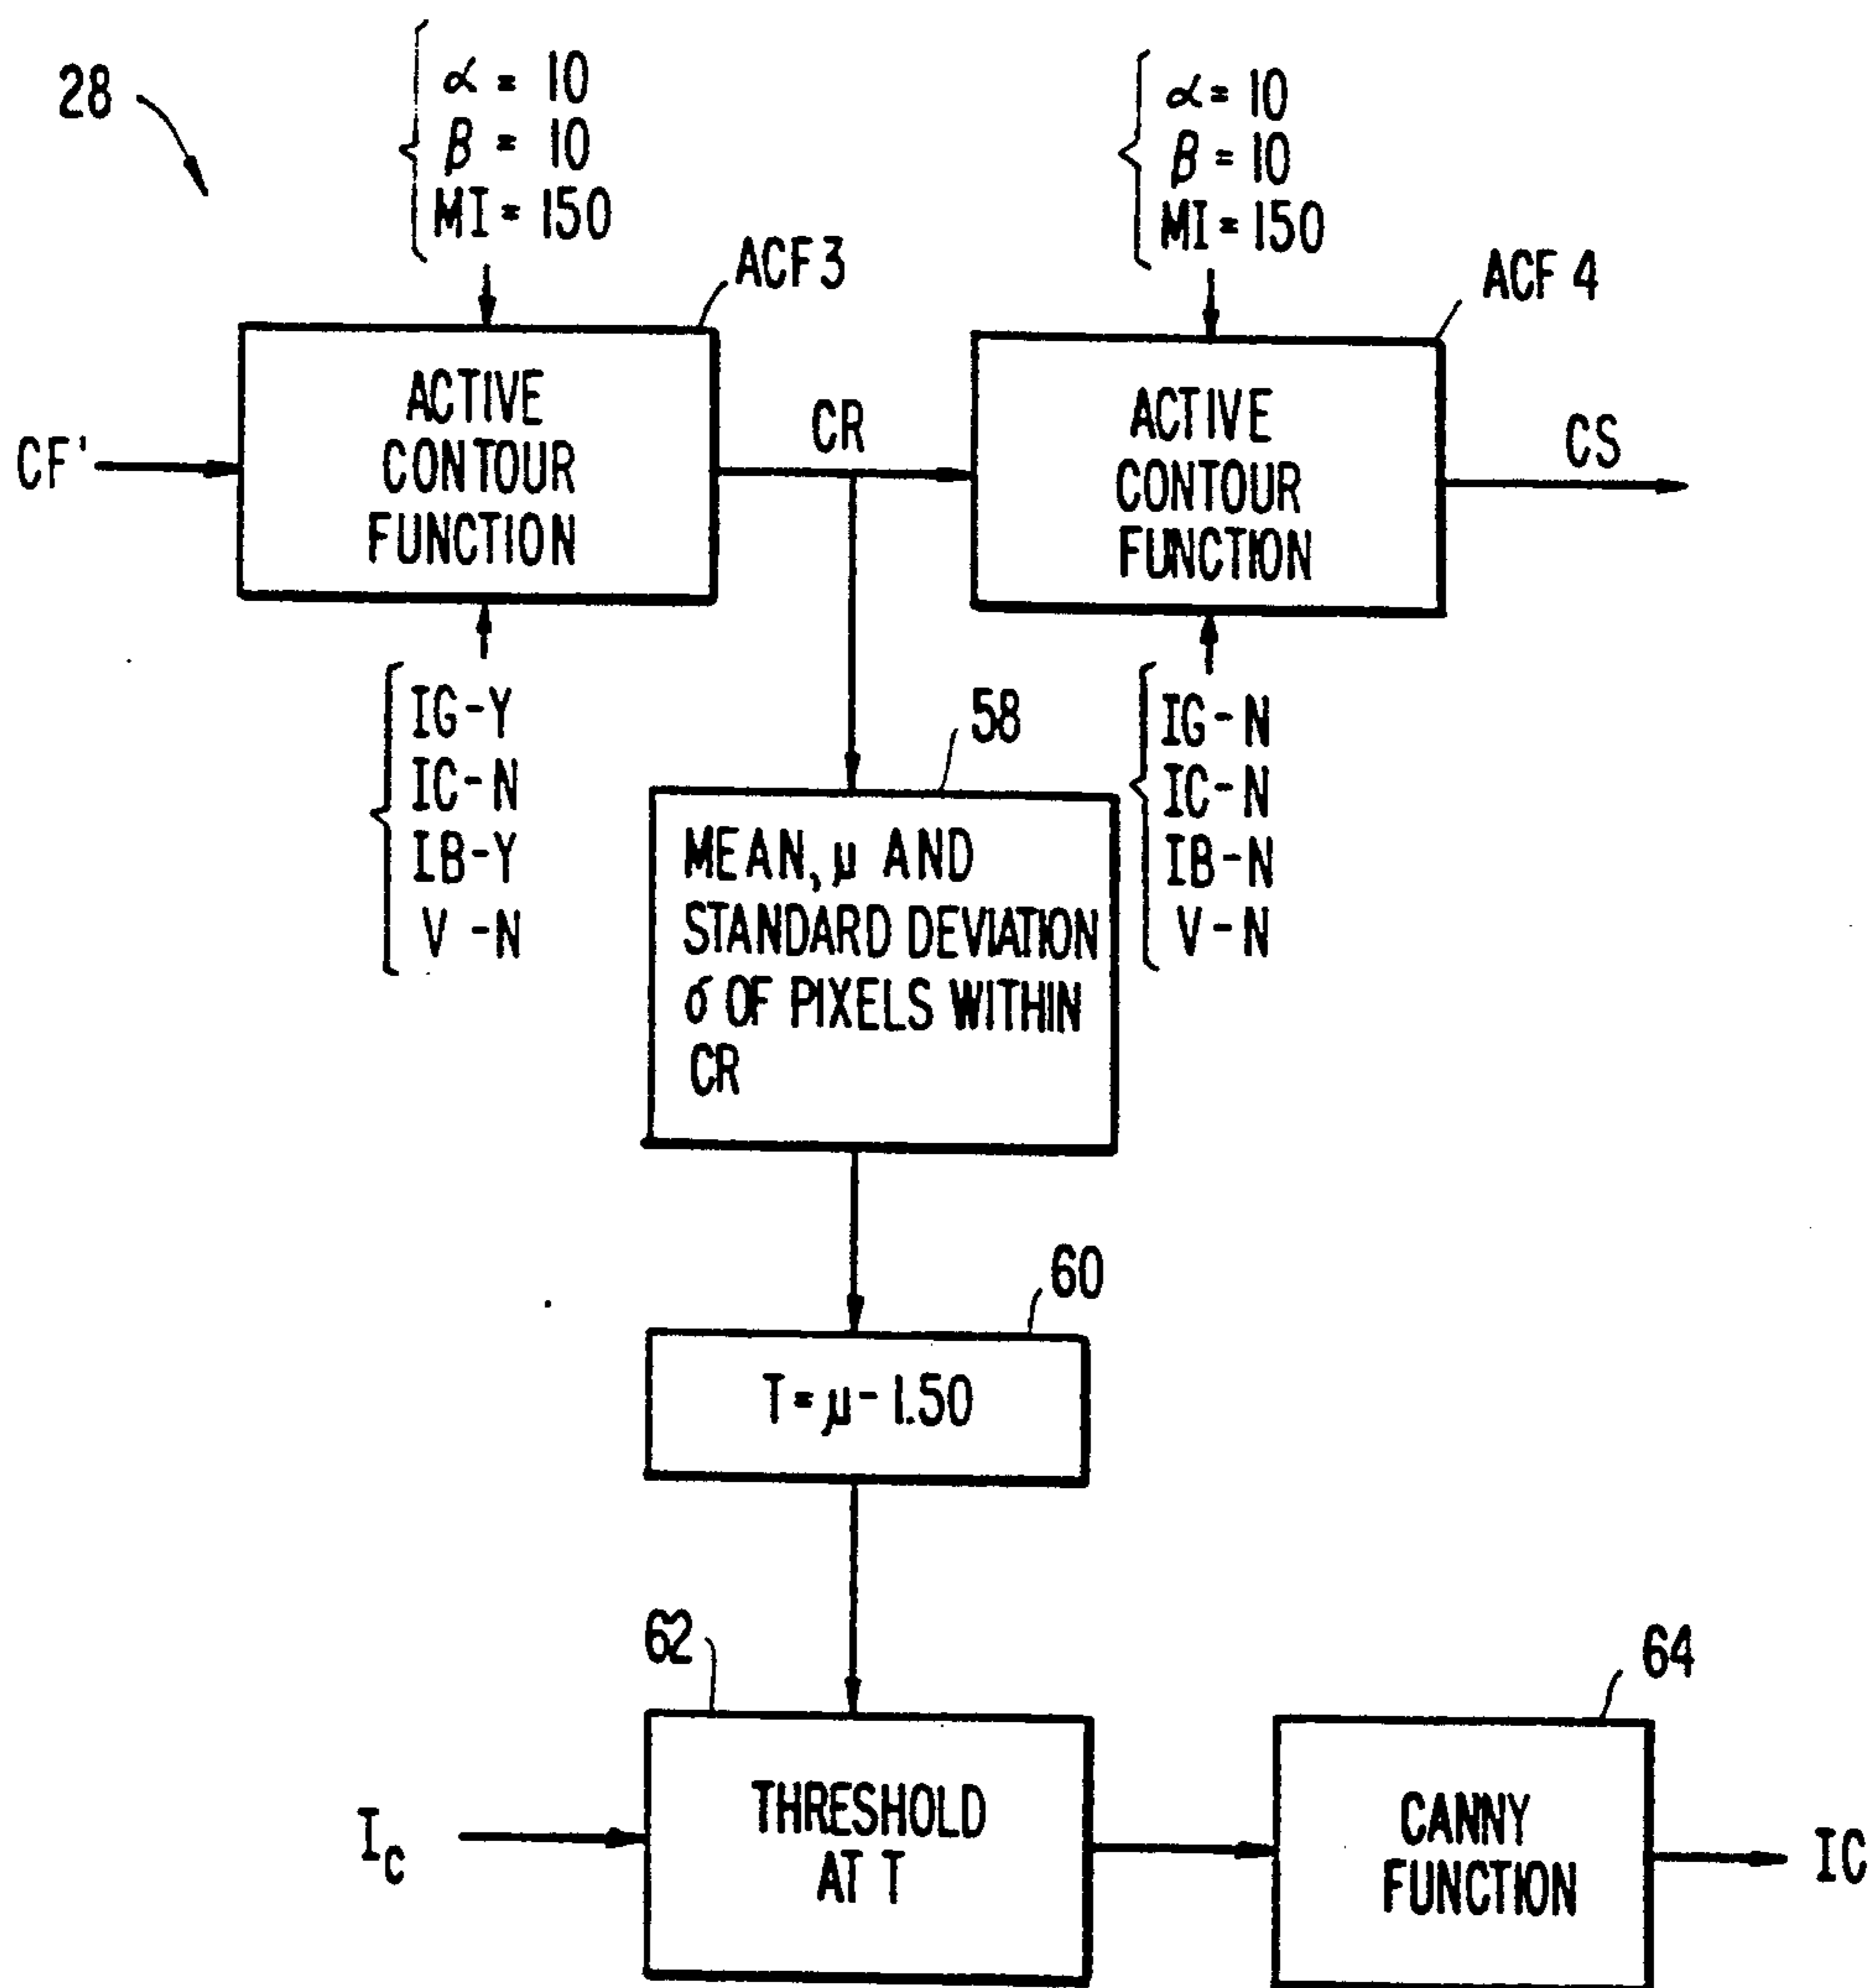 28
α = 10
β = 10
MI = 150
α = 10
β = 10
MI = 150
ACF 3
ACF 4
CF'
ACTIVE
CONTOUR
FUNCTION
CR
ACTIVE
CONTOUR
FUNCTION
CS
IG-Y
IC-N
IB-Y
V-N
58
IG-N
IC-N
IB-N
V-N
MEAN, μ AND
STANDARD DEVIATION
σ OF PIXELS WITHIN
CR
60
T = μ - 1.50
62
64
I_C
THRESHOLD
AT T
CANNY
FUNCTION
IC